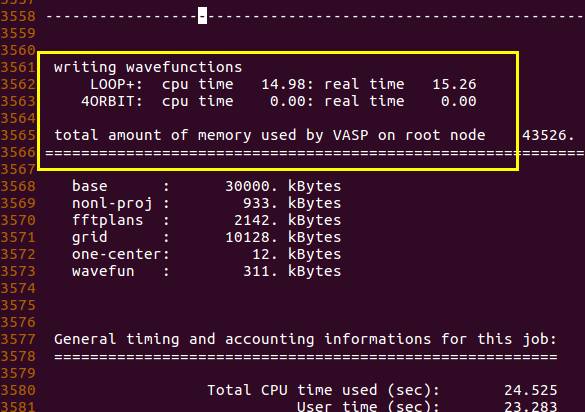 3558 --------------------------------------------------------------
3559
3560
3561 writing wavefunctions
3562 LOOP+: cpu time 14.98: real time 15.26
3563 4ORBIT: cpu time 0.00: real time 0.00
3564
3565 total amount of memory used by VASP on root node 43526.
3566 ============================================================
3567
3568 base : 30000. kBytes
3569 nonl-proj : 933. kBytes
3570 fftplans : 2142. kBytes
3571 grid : 10128. kBytes
3572 one-center: 12. kBytes
3573 wavefun : 311. kBytes
3574
3575
3576
3577 General timing and accounting informations for this job:
3578 ========================================================
3579
3580 Total CPU time used (sec): 24.525
3581 User time (sec): 23.283